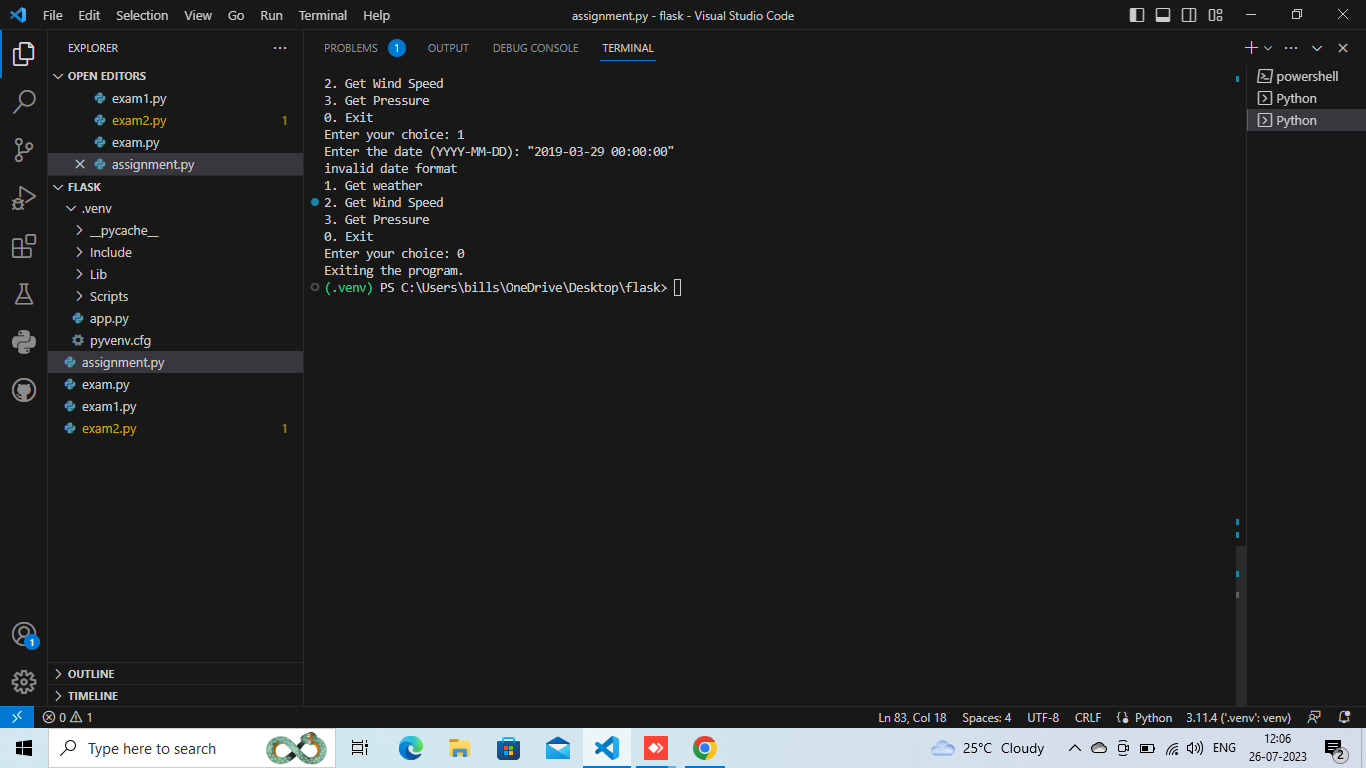 File Edit Selection View Go Run Terminal Help
assignment.py - flask - Visual Studio Code
EXPLORER
OPEN EDITORS
exam1.py
exam2.py 1
exam.py
assignment.py
FLASK
.venv
__pycache__
Include
Lib
Scripts
app.py
pyvenv.cfg
assignment.py
exam.py
exam1.py
exam2.py 1
OUTLINE
TIMELINE
PROBLEMS 1 OUTPUT DEBUG CONSOLE TERMINAL
2. Get Wind Speed
3. Get Pressure
0. Exit
Enter your choice: 1
Enter the date (YYYY-MM-DD): "2019-03-29 00:00:00"
invalid date format
1. Get weather
2. Get Wind Speed
3. Get Pressure
0. Exit
Enter your choice: 0
Exiting the program.
(.venv) PS C:\Users\bills\OneDrive\Desktop\flask>
powershell
Python
Python
1
0 1
Ln 83, Col 18 Spaces: 4 UTF-8 CRLF Python 3.11.4 ('.venv': venv)
Type here to search
25°C Cloudy
ENG
12:06
26-07-2023
2